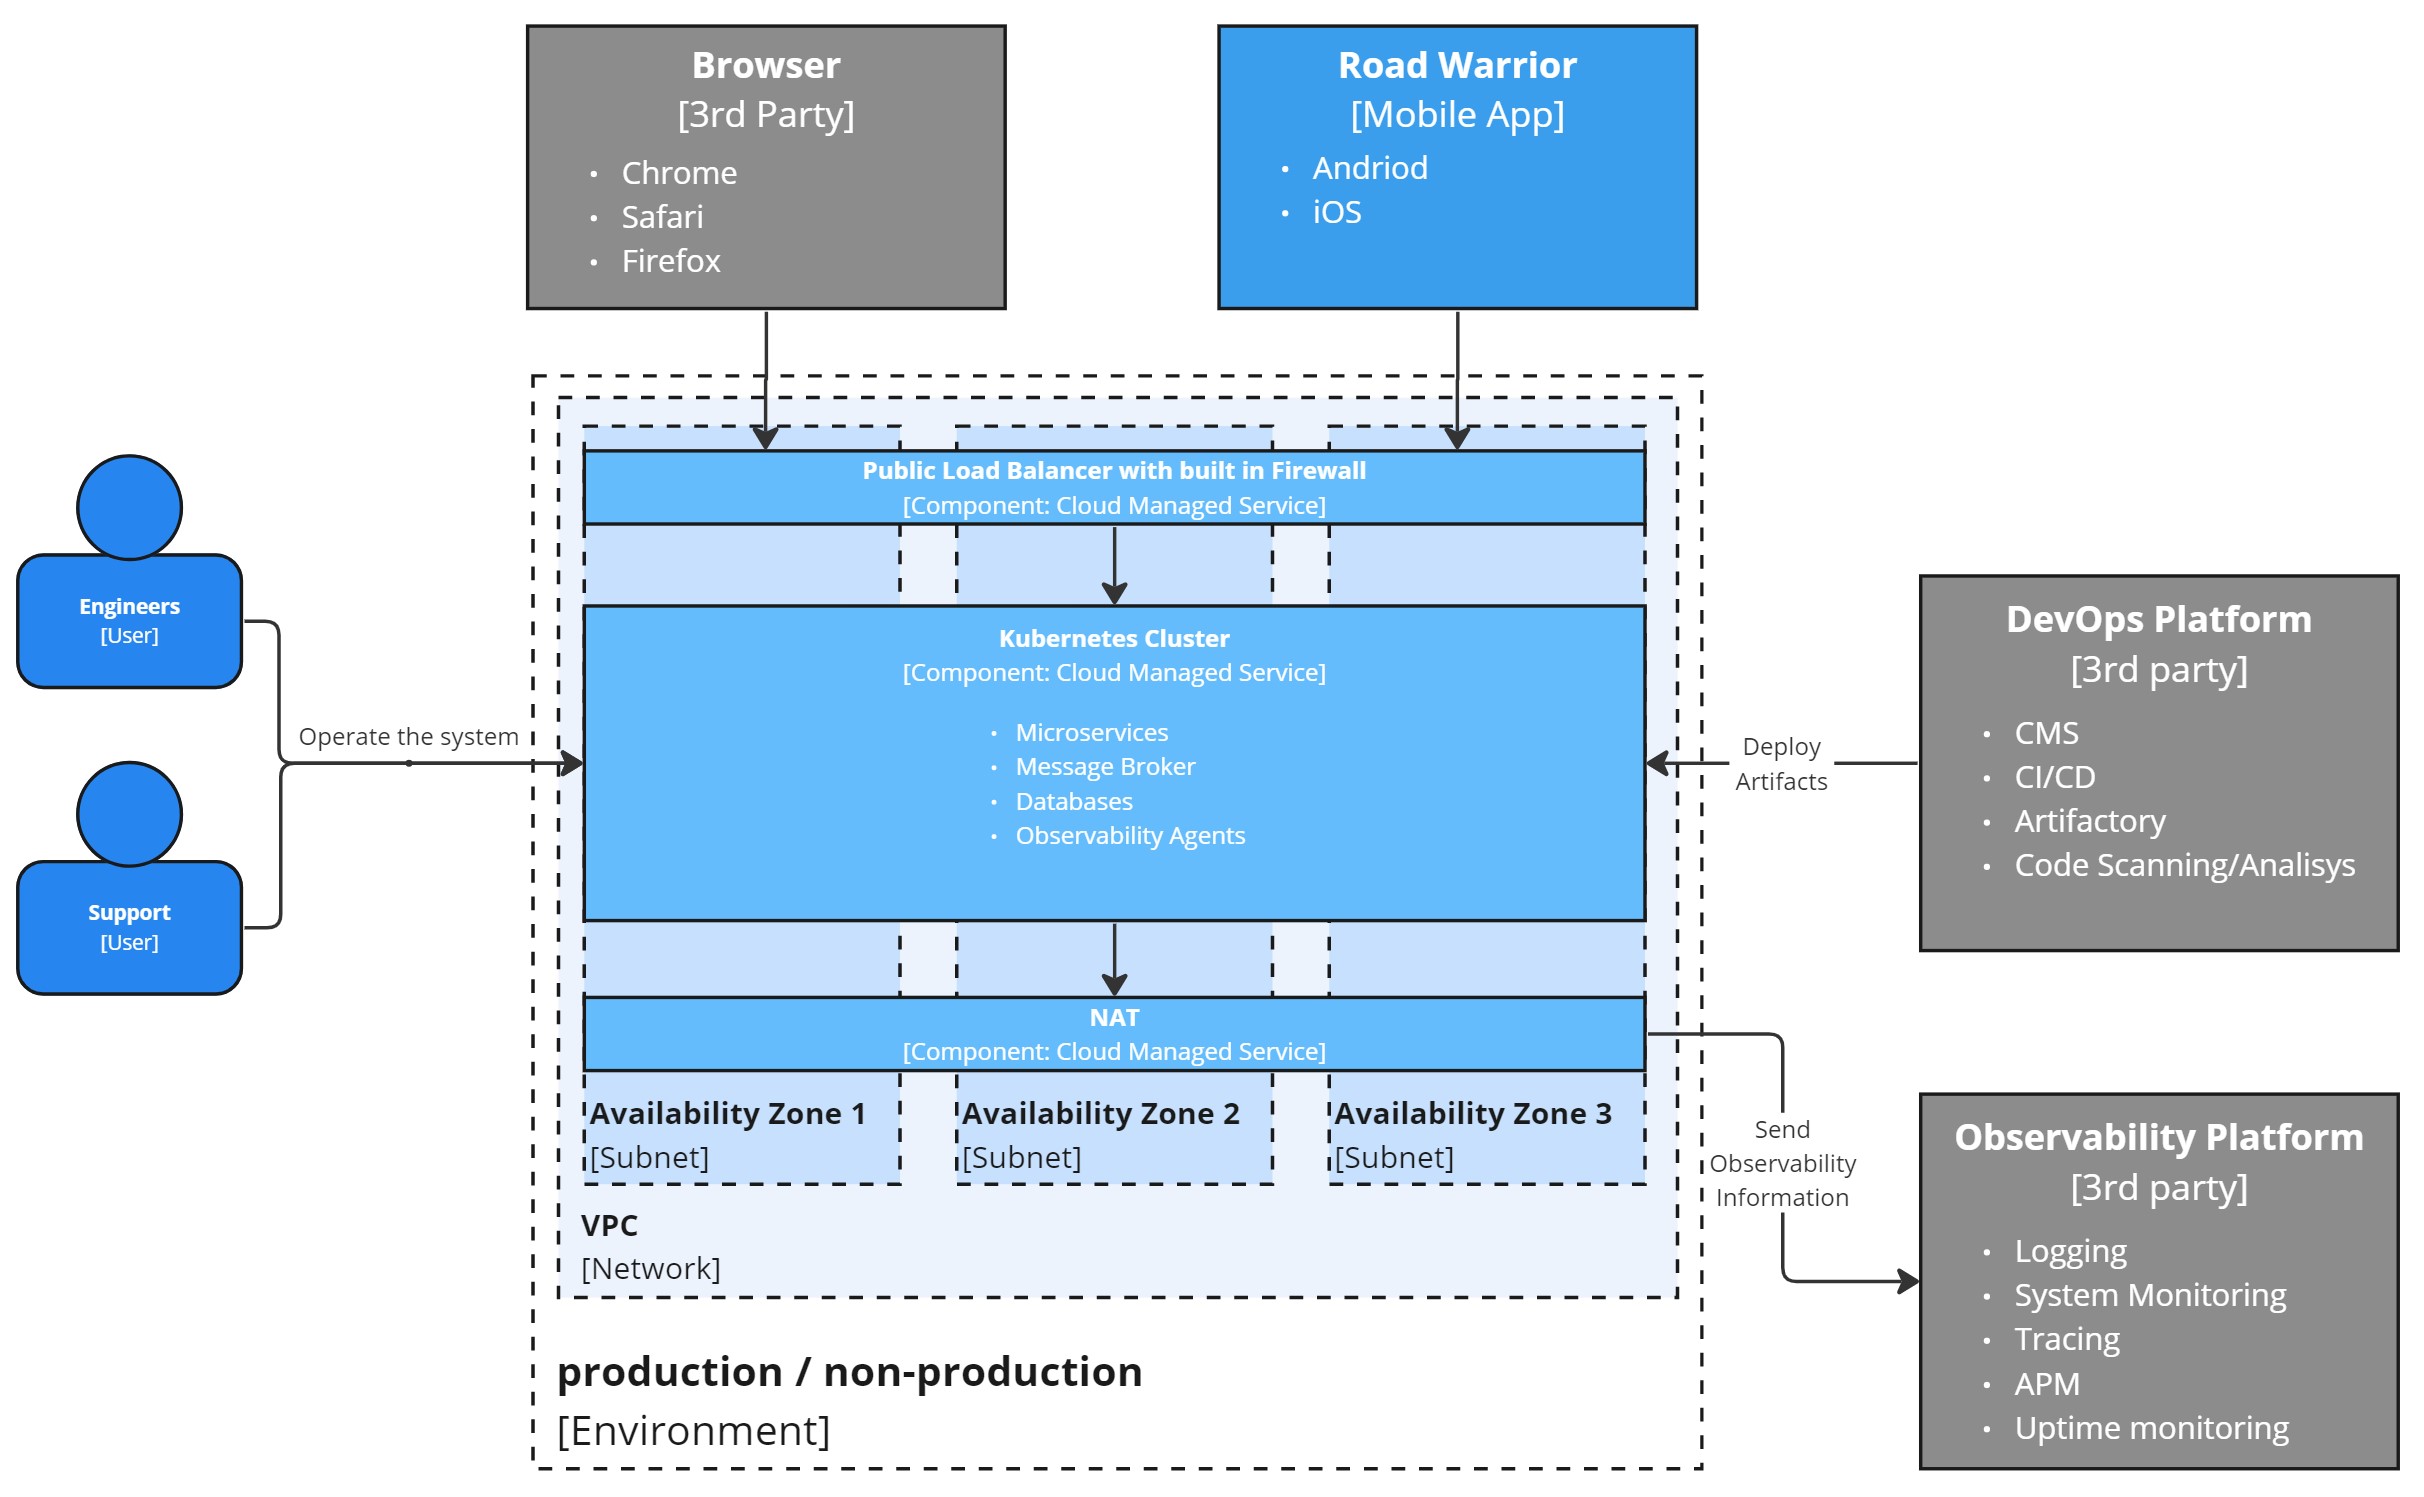 Browser
[3rd Party]
• Chrome
• Safari
• Firefox
Road Warrior
[Mobile App]
• Andriod
• iOS
Public Load Balancer with built in Firewall
[Component: Cloud Managed Service]
Engineers
[User]
Support
[User]
Operate the system
Kubernetes Cluster
[Component: Cloud Managed Service]
• Microservices
• Message Broker
• Databases
• Observability Agents
Deploy
Artifacts
DevOps Platform
[3rd party]
• CMS
• CI/CD
• Artifactory
• Code Scanning/Analisys
NAT
[Component: Cloud Managed Service]
Availability Zone 1
[Subnet]
Availability Zone 2
[Subnet]
Availability Zone 3
[Subnet]
VPC
[Network]
production / non-production
[Environment]
Send
Observability
Information
Observability Platform
[3rd party]
• Logging
• System Monitoring
• Tracing
• APM
• Uptime monitoring